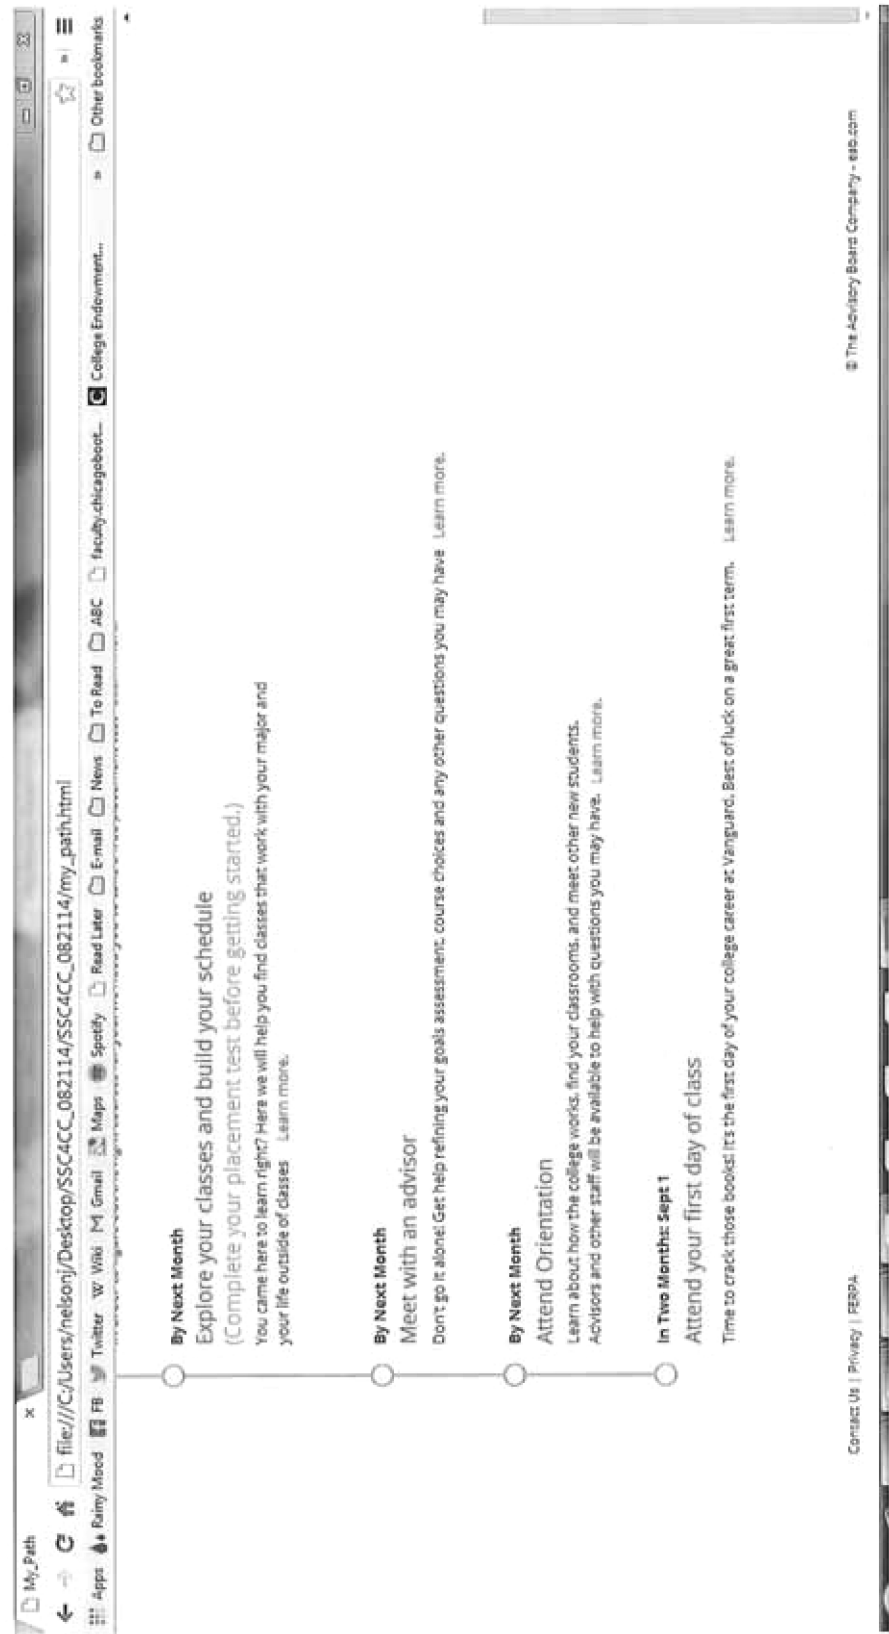 My_Path
file:///C:/Users/nelsonj/Desktop/SSC4CC_082114/SSC4CC_082114/my_path.html
Apps Rainy Mood FB Twitter W Wiki M Gmail Maps Spotify Read Later E-mail News To Read ABC faculty.chicagoboot... C College Endowment... » Other bookmarks
By Next Month
Explore your classes and build your schedule
(Complete your placement test before getting started.)
You came here to learn right? Here we will help you find classes that work with your major and
your life outside of classes Learn more.
By Next Month
Meet with an advisor
Don't go it alone! Get help refining your goals assessment, course choices and any other questions you may have Learn more.
By Next Month
Attend Orientation
Learn about how the college works, find your classrooms, and meet other new students.
Advisors and other staff will be available to help with questions you may have. Learn more.
In Two Months: Sept 1
Attend your first day of class
Time to crack those books! It's the first day of your college career at Vanguard. Best of luck on a great first term. Learn more.
Contact Us | Privacy | FERPA
© The Advisory Board Company - eab.com